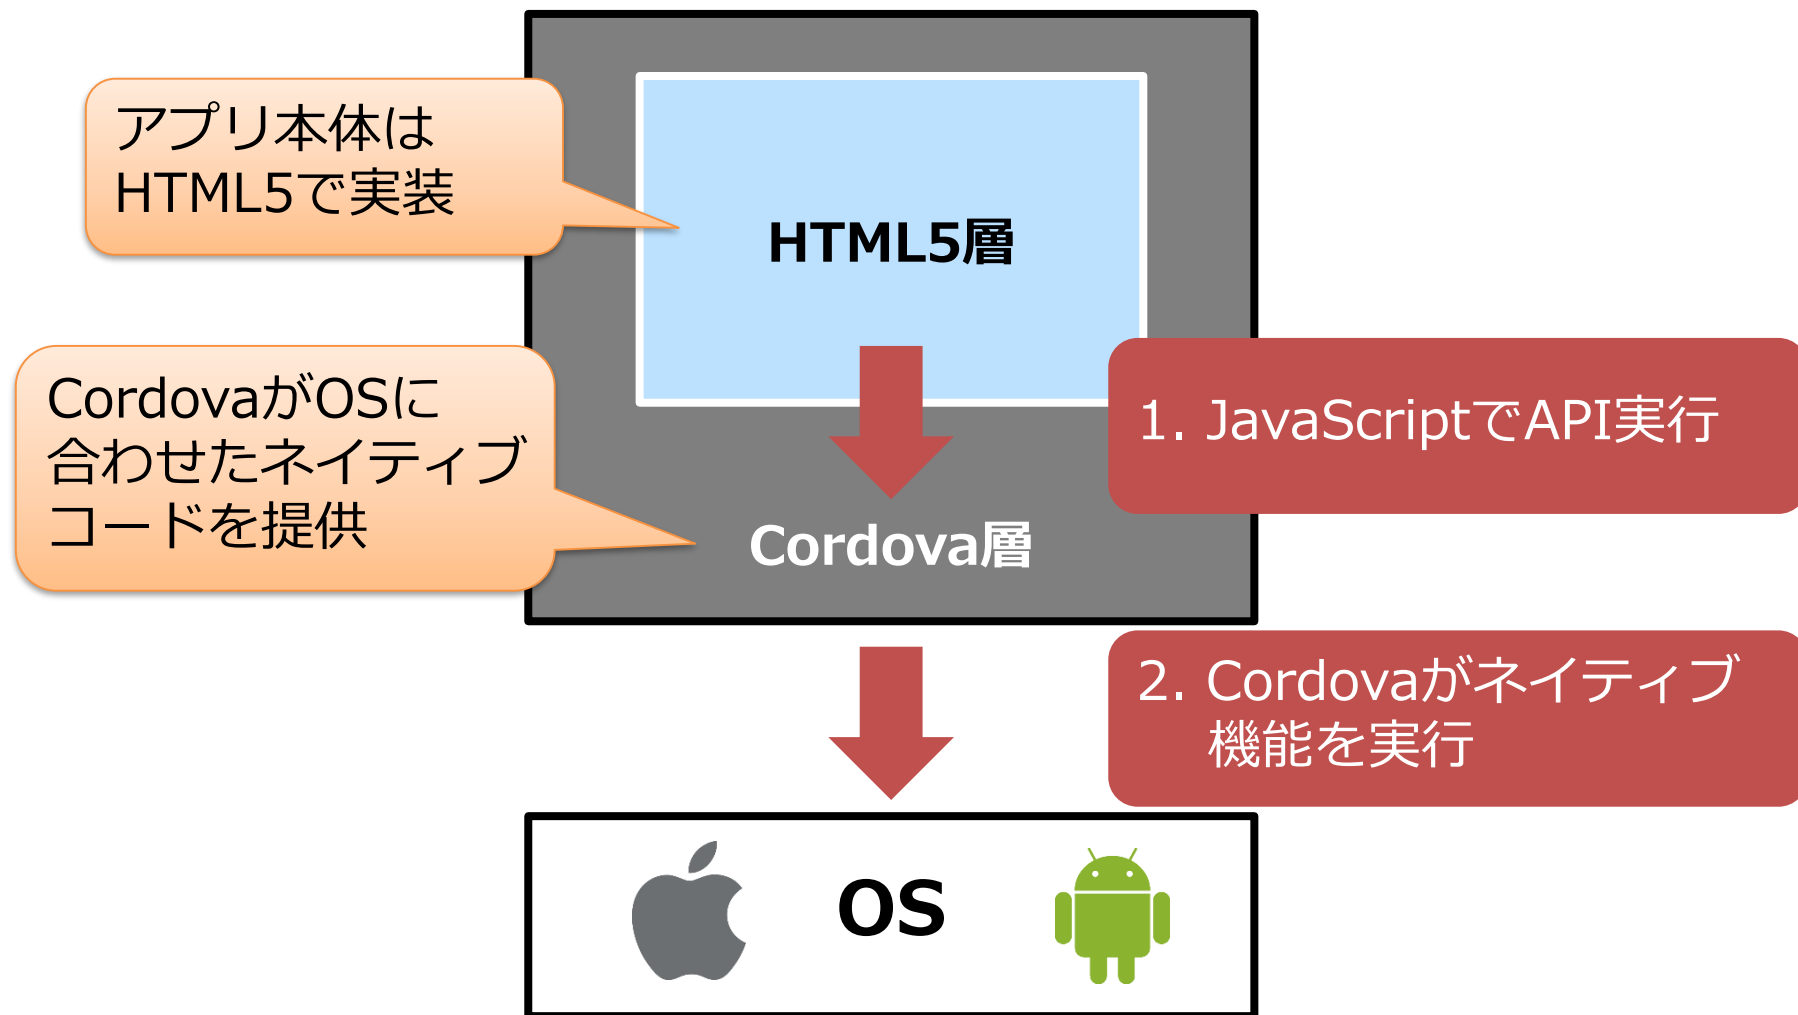 アプリ本体は
HTML5で実装
HTML5層
CordovaがOSに
合わせたネイティブ
コードを提供
1. JavaScriptでAPI実行
Cordova層
2. Cordovaがネイティブ
機能を実行
OS